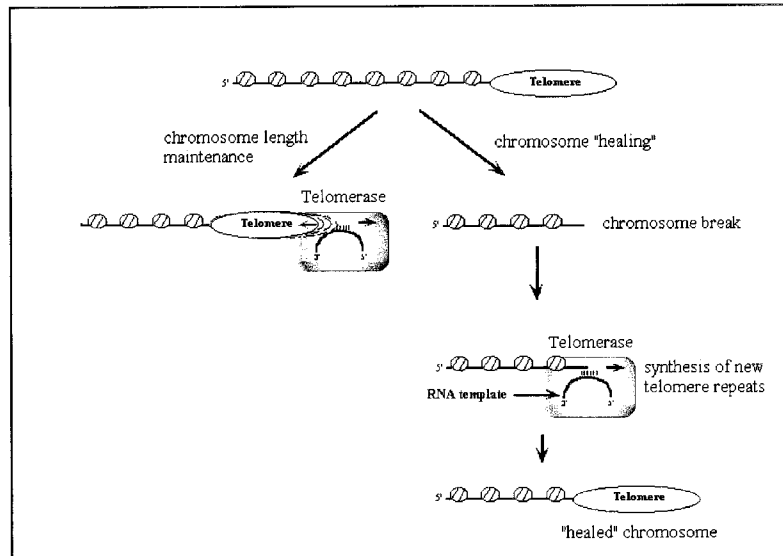 5' Telomere
chromosome length
maintenance
chromosome "healing"
Telomerase
Telomere
3' 5'
5'
chromosome break
Telomerase
5'
synthesis of new
telomere repeats
RNA template
3' 5'
5' Telomere
"healed" chromosome